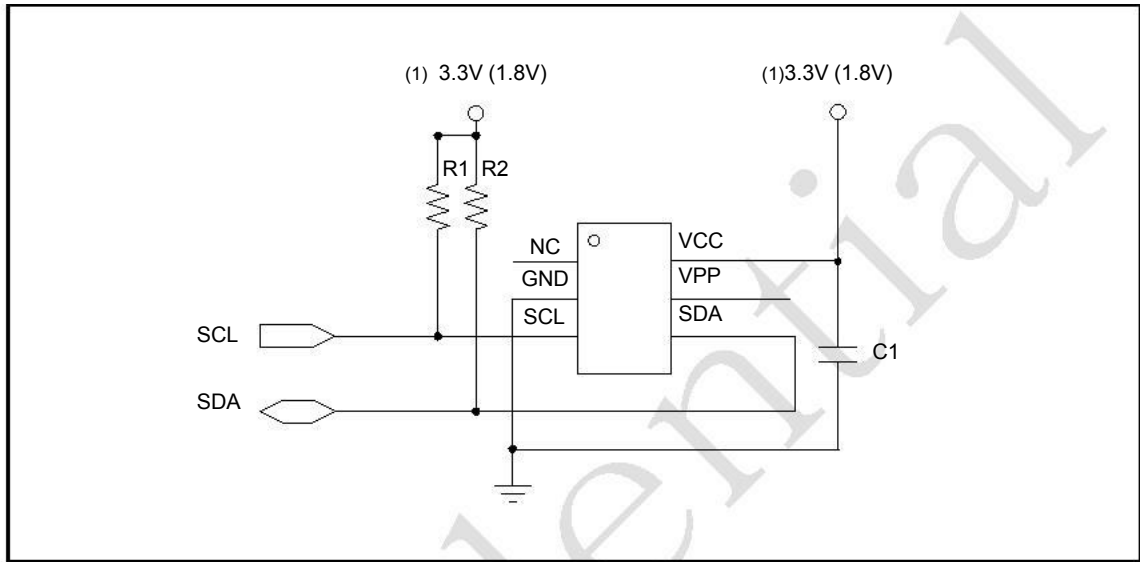 (1) 3.3V (1.8V)
(1)3.3V (1.8V)
R1 R2
NC
VCC
GND
VPP
SCL
SDA
SCL
C1
SDA
ential